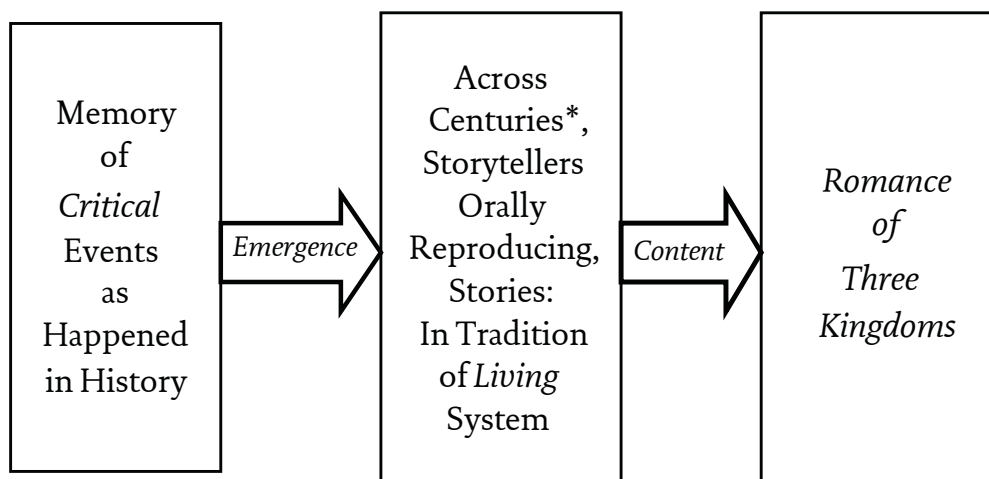 Memory
of
Critical
Events
as
Happened
in History
Emergence
Across
Centuries*,
Storytellers
Orally
Reproducing,
Stories:
In Tradition
of Living
System
Content
Romance
of
Three
Kingdoms